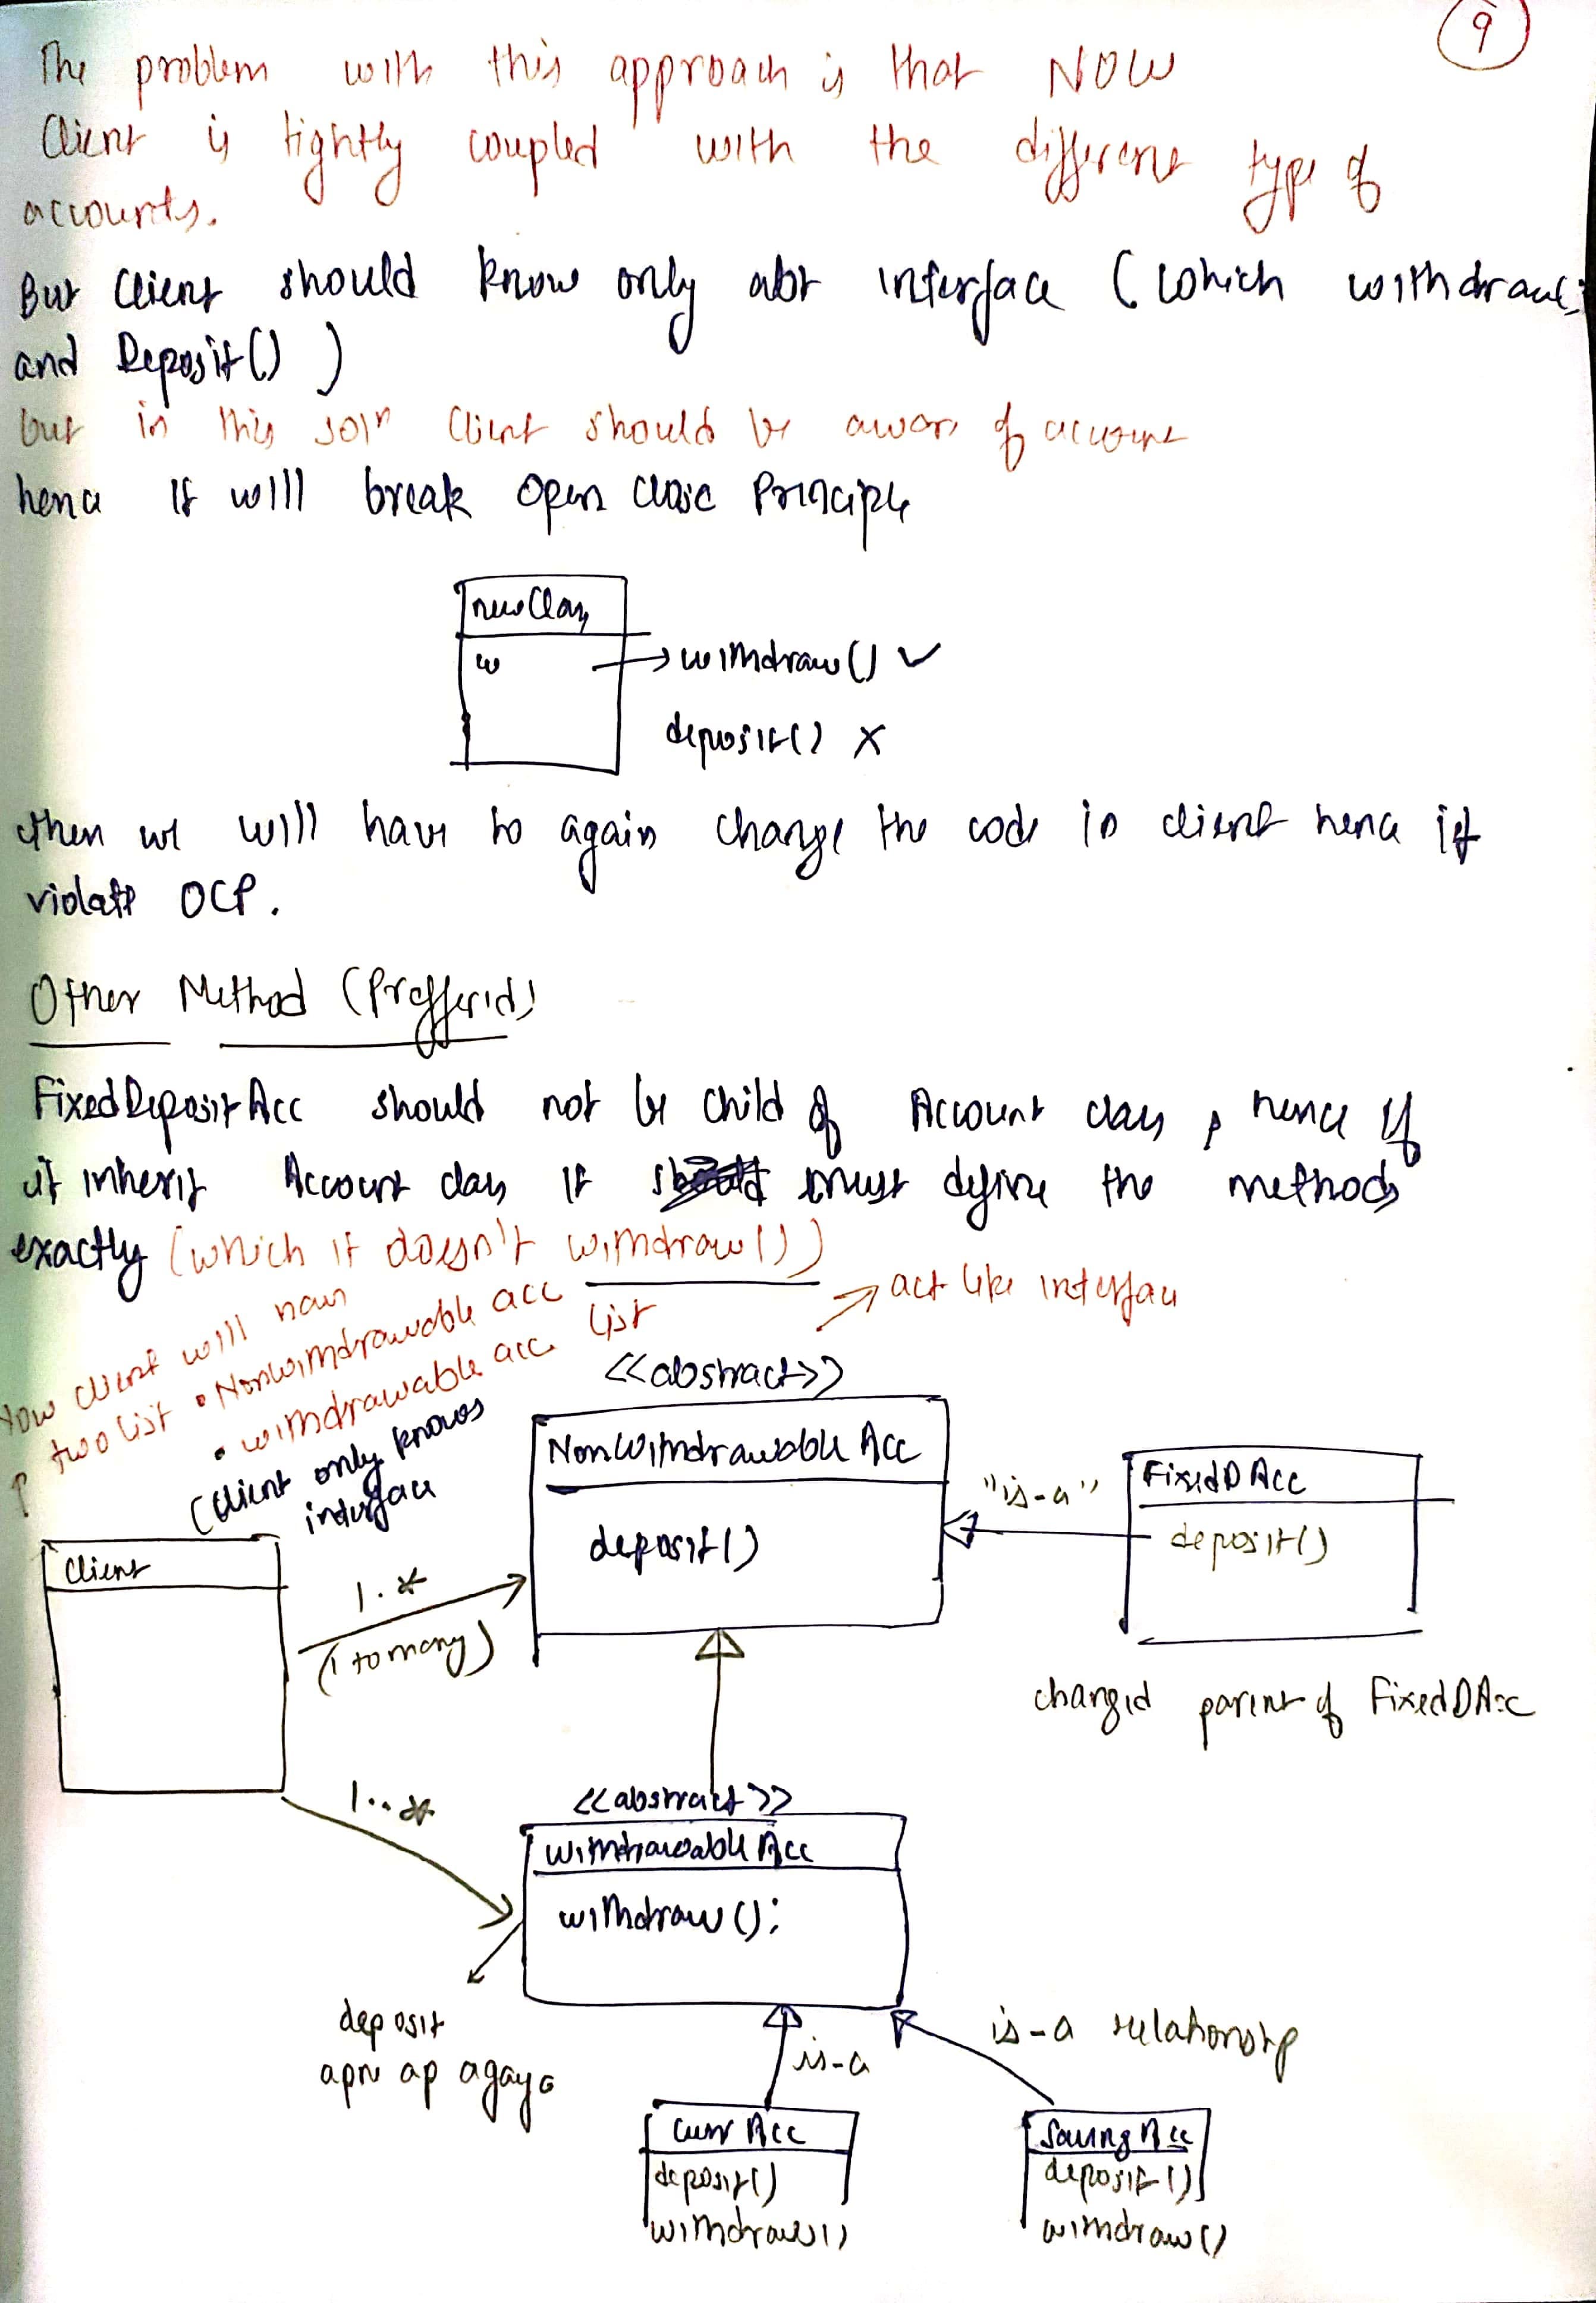 9
The problem with this approach is that NOW
Client is tightly coupled with the different type of
accounts.
But Client should know only abt interface (which withdraw()
and Deposit() )
but in this solⁿ Client should be aware of account
hence it will break Open Close Principle
newClass
w → withdraw() ✓
deposit() x
then we will have to again change the code in client hence it
violate OCP.
Other Method (Prefferid)
FixedDepositAcc should not be child of Account class, hence if
it inherit Account class it must define the methods
exactly (which it doesn't withdraw())
→ act like interface
Now client will have
two list • NonWithdrawable acc list
• withdrawable acc
(Client only knows
interface
<<abstract>>
NonWithdrawable Acc
deposit()
"is-a"
FixedD Acc
deposit()
changed parent of FixedDAcc
Client
1..*
(1 to many)
1..*
<<abstract>>
Withdrawable Acc
withdraw();
deposit
apne ap agaya
is-a
is-a relationship
Curr Acc
deposit()
withdraw()
Saving Acc
deposit()
withdraw()